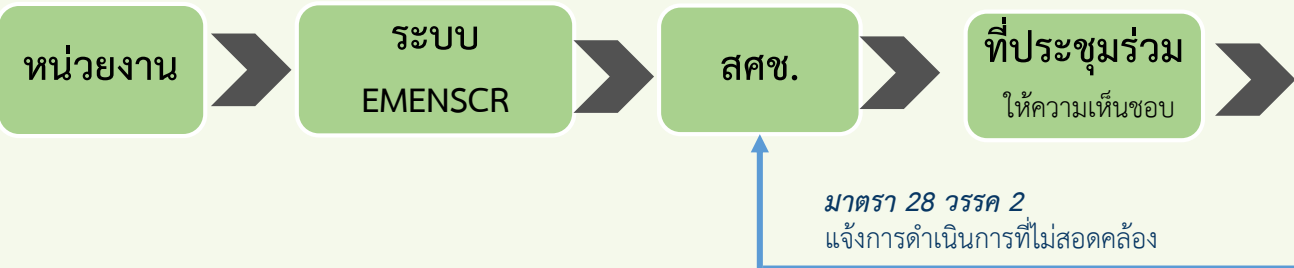 หน่วยงาน
ระบบ
EMENSCR
สศช.
ที่ประชุมร่วม
ให้ความเห็นชอบ
มาตรา 28 วรรค 2
แจ้งการดำเนินการที่ไม่สอดคล้อง